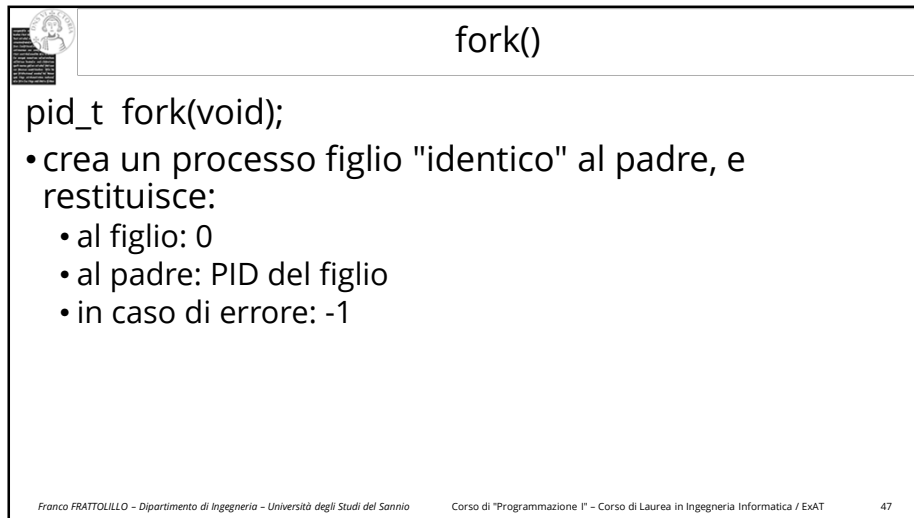 fork()
pid_t fork(void);
• crea un processo figlio "identico" al padre, e
restituisce:
• al figlio: 0
• al padre: PID del figlio
• in caso di errore: -1
Franco FRATTOLILLO – Dipartimento di Ingegneria – Università degli Studi del Sannio Corso di "Programmazione I" – Corso di Laurea in Ingegneria Informatica / ExAT 47